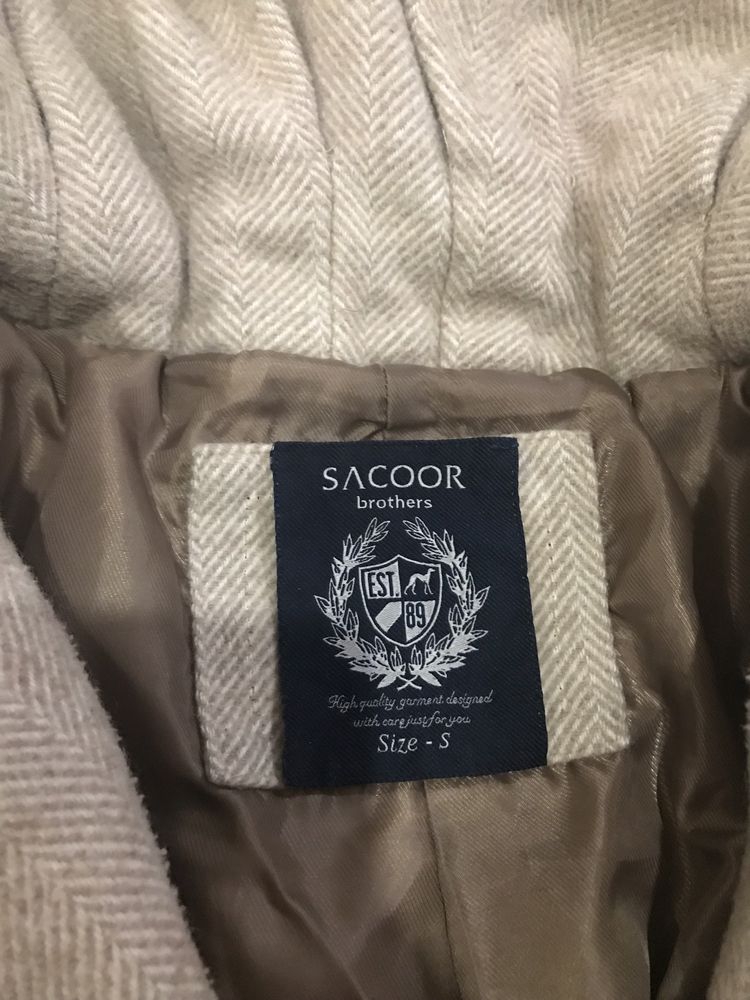 SACOOR
brothers
EST.
89
High quality garment designed
with care just for you
Size - S